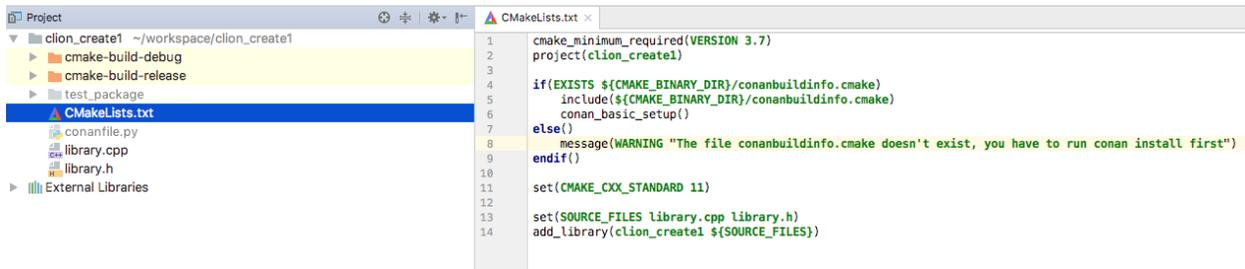 Project
clion_create1 ~/workspace/clion_create1
cmake-build-debug
cmake-build-release
test_package
CMakeLists.txt
conanfile.py
library.cpp
library.h
External Libraries
CMakeLists.txt
1 cmake_minimum_required(VERSION 3.7)
2 project(clion_create1)
3
4 if(EXISTS ${CMAKE_BINARY_DIR}/conanbuildinfo.cmake)
5 include(${CMAKE_BINARY_DIR}/conanbuildinfo.cmake)
6 conan_basic_setup()
7 else()
8 message(WARNING "The file conanbuildinfo.cmake doesn't exist, you have to run conan install first")
9 endif()
10
11 set(CMAKE_CXX_STANDARD 11)
12
13 set(SOURCE_FILES library.cpp library.h)
14 add_library(clion_create1 ${SOURCE_FILES})